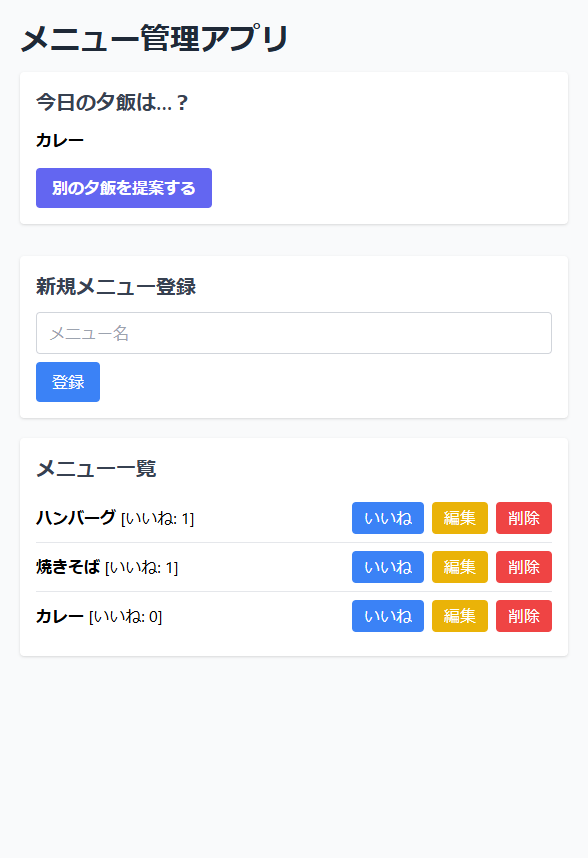 メニュー管理アプリ
今日の夕飯は...？
カレー
別の夕飯を提案する
新規メニュー登録
メニュー名
登録
メニュー一覧
ハンバーグ [いいね: 1] いいね 編集 削除
焼きそば [いいね: 1] いいね 編集 削除
カレー [いいね: 0] いいね 編集 削除